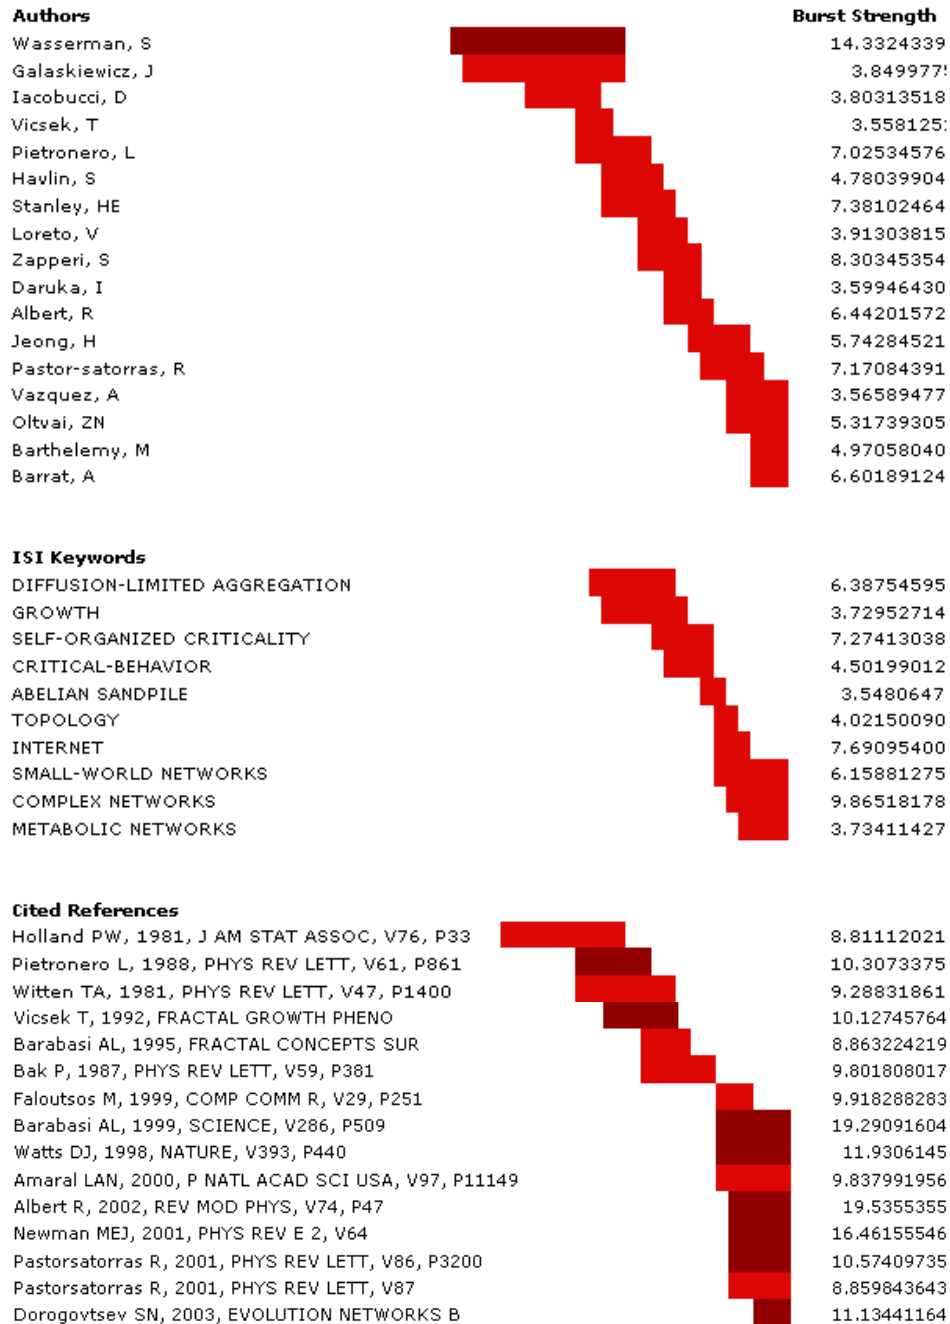 Authors Burst Strength
Wasserman, S 14.3324339
Galaskiewicz, J 3.849977
Iacobucci, D 3.80313518
Vicsek, T 3.558125
Pietronero, L 7.02534576
Havlin, S 4.78039904
Stanley, HE 7.38102464
Loreto, V 3.91303815
Zapperi, S 8.30345354
Daruka, I 3.59946430
Albert, R 6.44201572
Jeong, H 5.74284521
Pastor-satorras, R 7.17084391
Vazquez, A 3.56589477
Oltvai, ZN 5.31739305
Barthelemy, M 4.97058040
Barrat, A 6.60189124
ISI Keywords
DIFFUSION-LIMITED AGGREGATION 6.38754595
GROWTH 3.72952714
SELF-ORGANIZED CRITICALITY 7.27413038
CRITICAL-BEHAVIOR 4.50199012
ABELIAN SANDPILE 3.5480647
TOPOLOGY 4.02150090
INTERNET 7.69095400
SMALL-WORLD NETWORKS 6.15881275
COMPLEX NETWORKS 9.86518178
METABOLIC NETWORKS 3.73411427
Cited References
Holland PW, 1981, J AM STAT ASSOC, V76, P33 8.81112021
Pietronero L, 1988, PHYS REV LETT, V61, P861 10.3073375
Witten TA, 1981, PHYS REV LETT, V47, P1400 9.28831861
Vicsek T, 1992, FRACTAL GROWTH PHENO 10.12745764
Barabasi AL, 1995, FRACTAL CONCEPTS SUR 8.863224219
Bak P, 1987, PHYS REV LETT, V59, P381 9.801808017
Faloutsos M, 1999, COMP COMM R, V29, P251 9.918288283
Barabasi AL, 1999, SCIENCE, V286, P509 19.29091604
Watts DJ, 1998, NATURE, V393, P440 11.9306145
Amaral LAN, 2000, P NATL ACAD SCI USA, V97, P11149 9.837991956
Albert R, 2002, REV MOD PHYS, V74, P47 19.5355355
Newman MEJ, 2001, PHYS REV E 2, V64 16.46155546
Pastorsatorras R, 2001, PHYS REV LETT, V86, P3200 10.57409735
Pastorsatorras R, 2001, PHYS REV LETT, V87 8.859843643
Dorogovtsev SN, 2003, EVOLUTION NETWORKS B 11.13441164